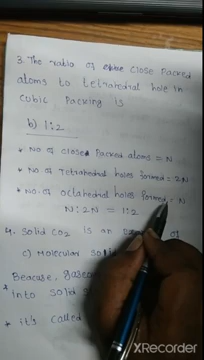 3. The ratio of close Packed
atoms to tetrahedral hole in
cubic Packing is
b) 1:2
* No of closed Packed atoms = N
* No of Tetrahedral holes formed = 2N
* No. of octahedral holes formed = N
N : 2N = 1:2
4. Solid CO2 is an of
c) Molecular
Because, 
into solid
* it's called
XRecorder